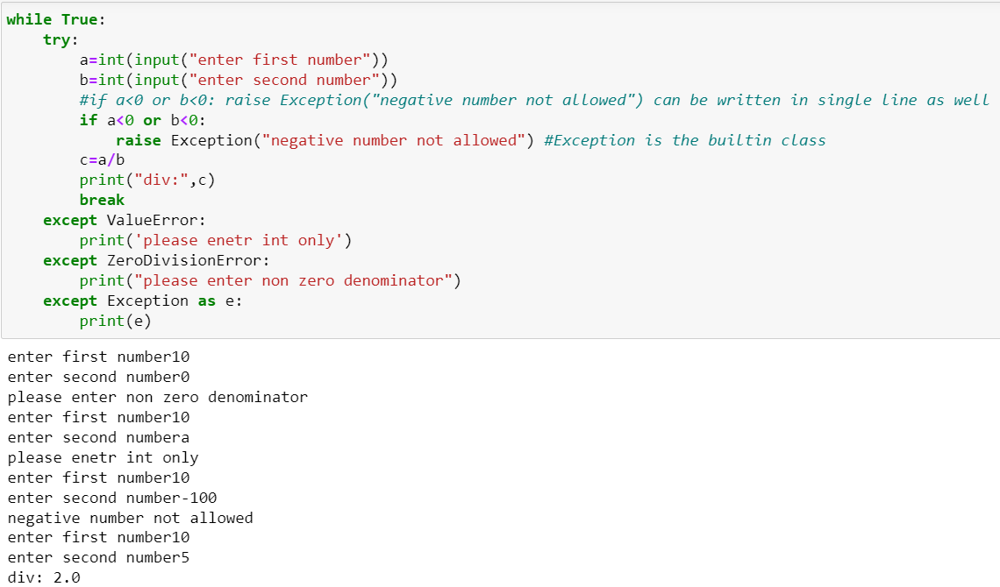 while True:
    try:
        a=int(input("enter first number"))
        b=int(input("enter second number"))
        #if a<0 or b<0: raise Exception("negative number not allowed") can be written in single line as well
        if a<0 or b<0:
            raise Exception("negative number not allowed") #Exception is the builtin class
        c=a/b
        print("div:",c)
        break
    except ValueError:
        print('please enetr int only')
    except ZeroDivisionError:
        print("please enter non zero denominator")
    except Exception as e:
        print(e)
enter first number10
enter second number0
please enter non zero denominator
enter first number10
enter second numbera
please enetr int only
enter first number10
enter second number-100
negative number not allowed
enter first number10
enter second number5
div: 2.0